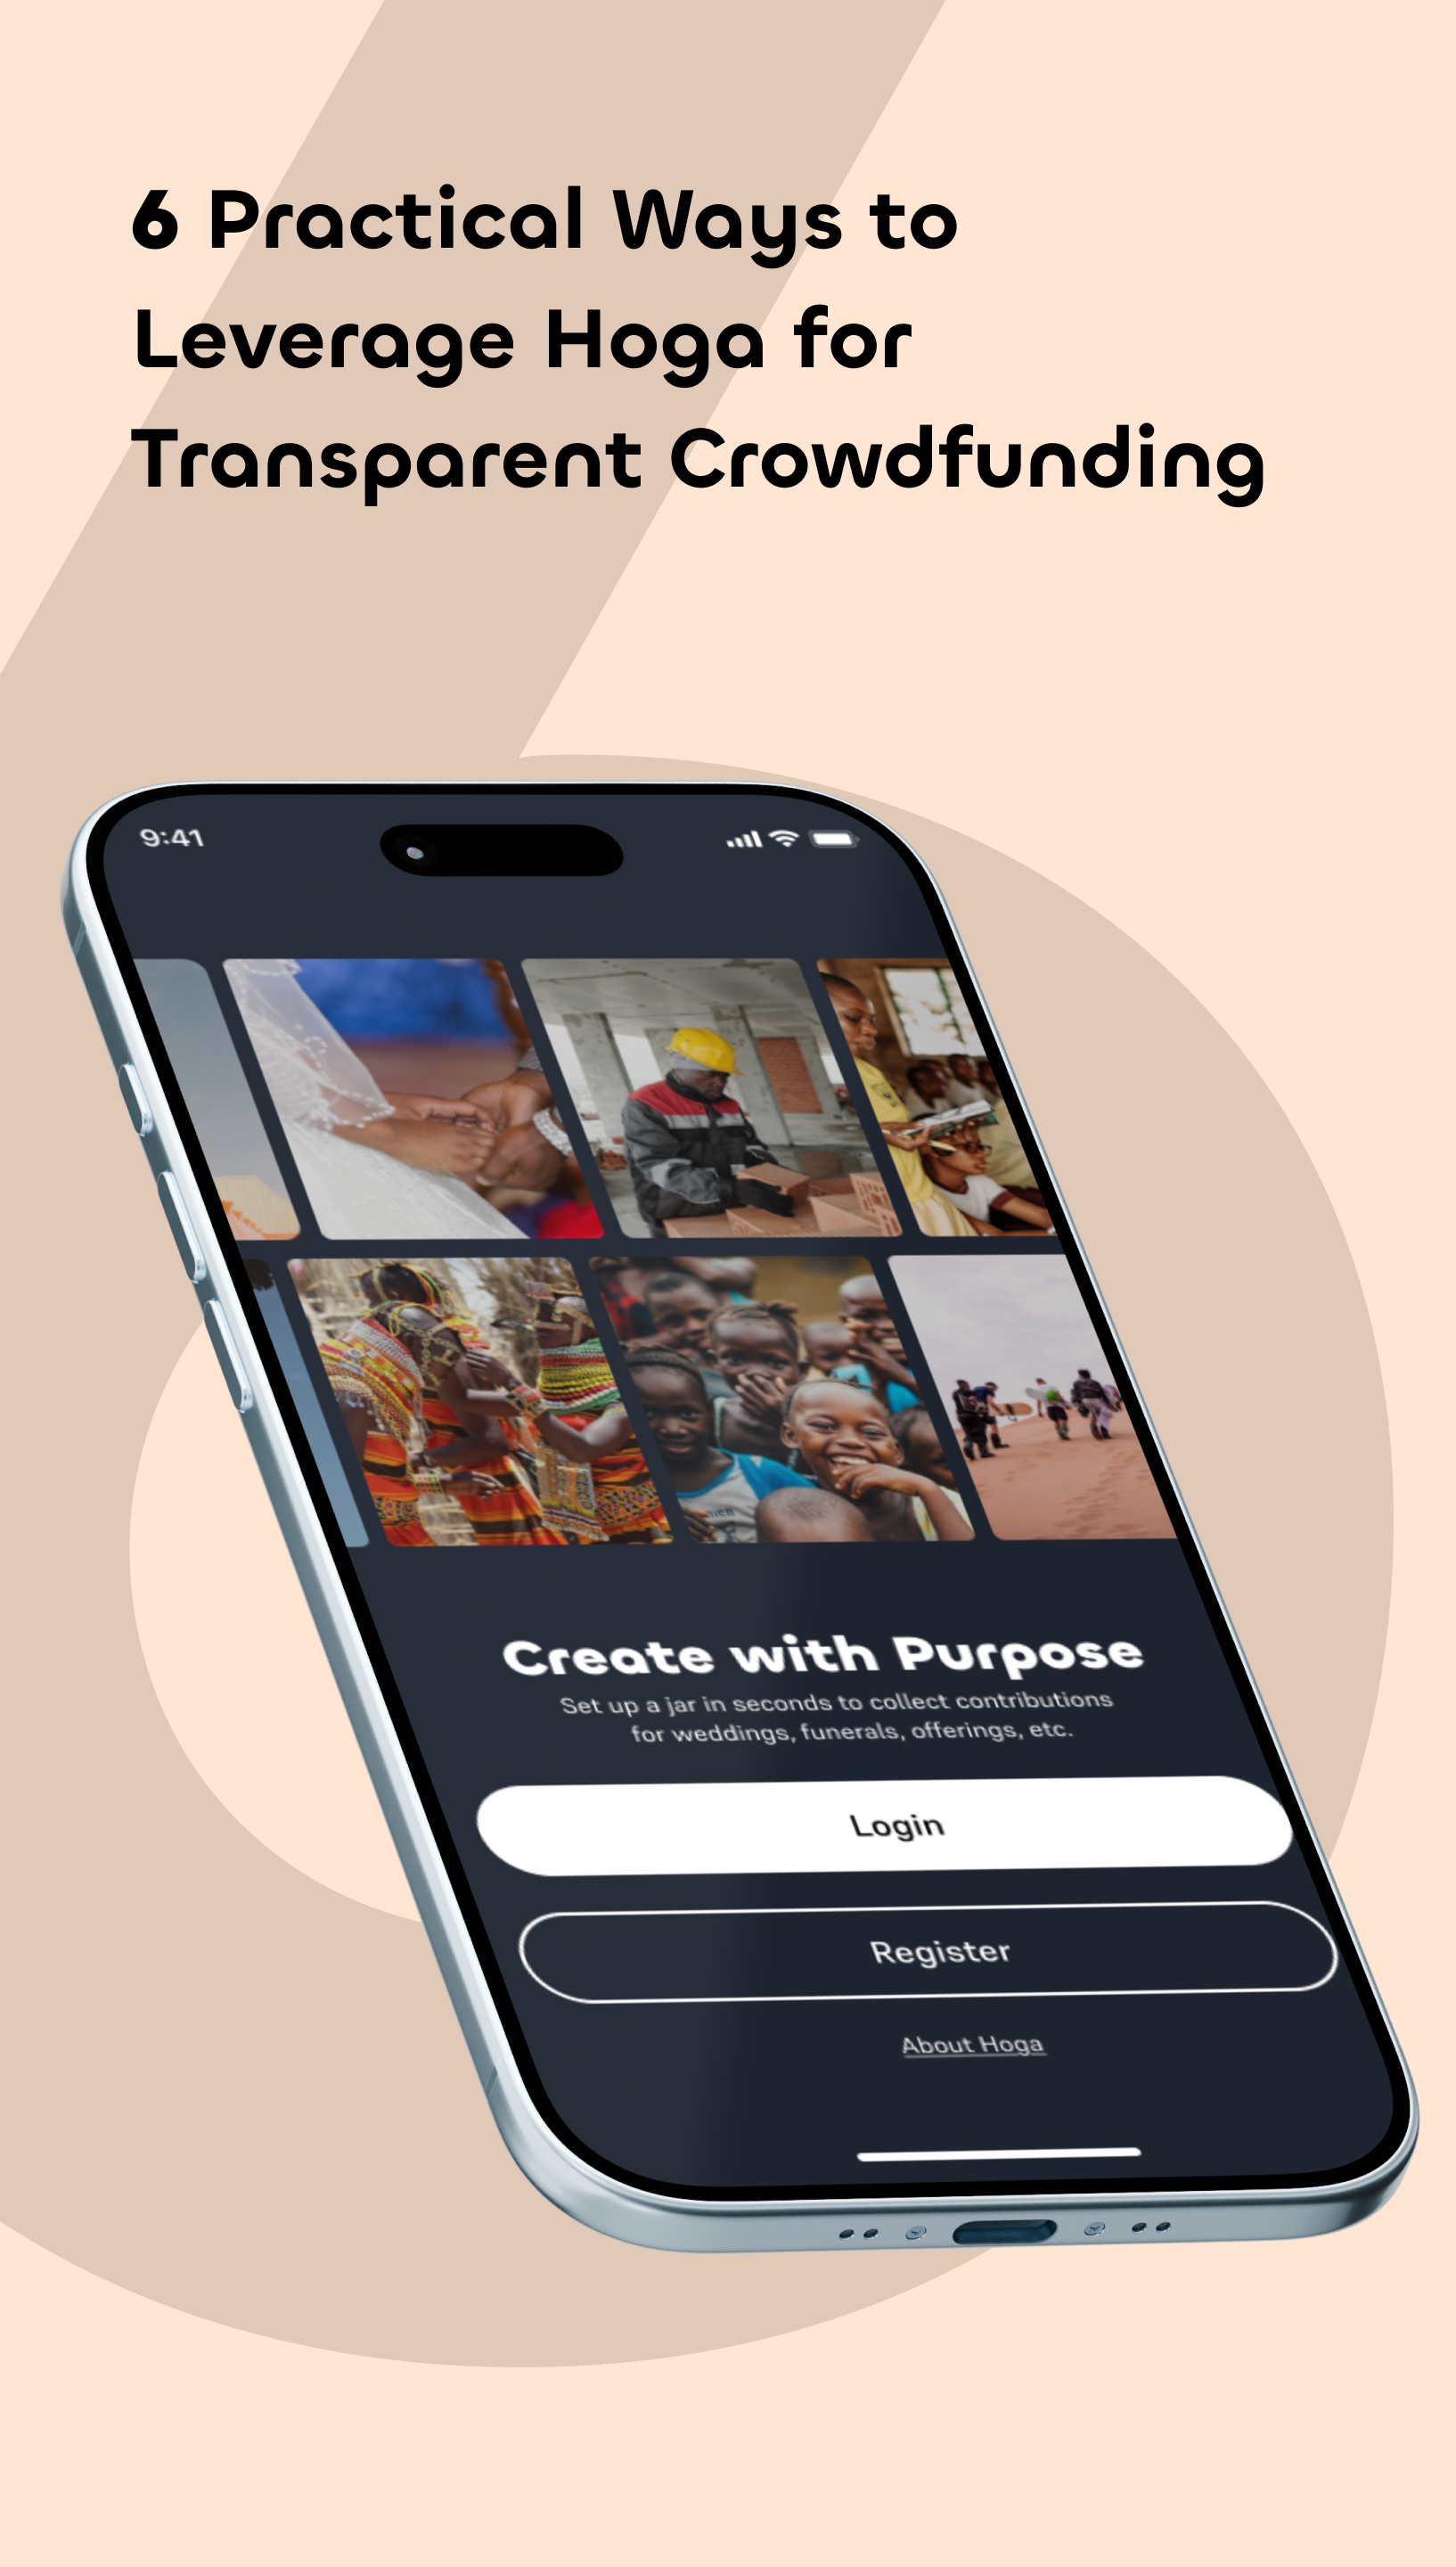 6 Practical Ways to
Leverage Hoga for
Transparent Crowdfunding
9:41
Create with Purpose
Set up a jar in seconds to collect contributions
for weddings, funerals, offerings, etc.
Login
Register
About Hoga